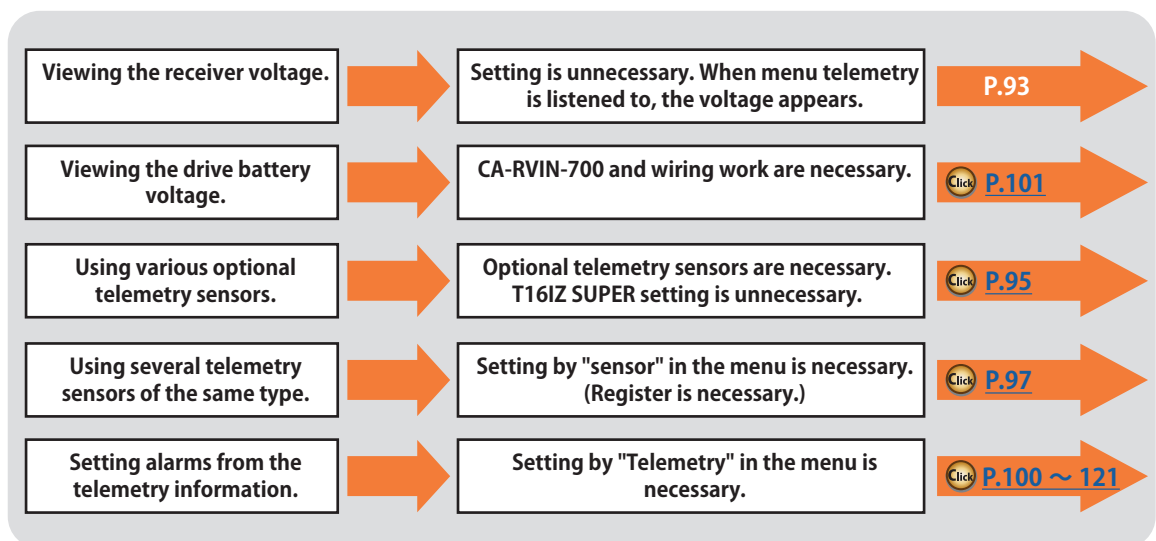 Viewing the receiver voltage.
Setting is unnecessary. When menu telemetry
is listened to, the voltage appears.
P.93
Viewing the drive battery
voltage.
CA-RVIN-700 and wiring work are necessary.
Click P.101
Using various optional
telemetry sensors.
Optional telemetry sensors are necessary.
T16IZ SUPER setting is unnecessary.
Click P.95
Using several telemetry
sensors of the same type.
Setting by "sensor" in the menu is necessary.
(Register is necessary.)
Click P.97
Setting alarms from the
telemetry information.
Setting by "Telemetry" in the menu is
necessary.
Click P.100 ~ 121